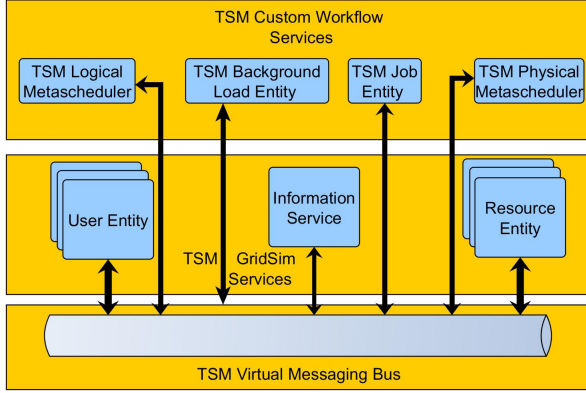 TSM Custom Workflow
Services
TSM Logical
Metascheduler
TSM Background
Load Entity
TSM Job
Entity
TSM Physical
Metascheduler
User Entity
Information
Service
Resource
Entity
TSM GridSim
Services
TSM Virtual Messaging Bus